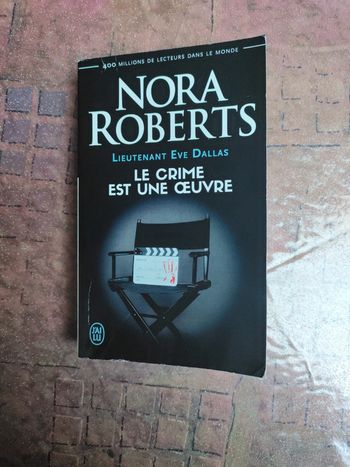 400 MILLIONS DE LECTEURS DANS LE MONDE
NORA
ROBERTS
LIEUTENANT EVE DALLAS
LE CRIME
EST UNE ŒUVRE
J'AI
LU